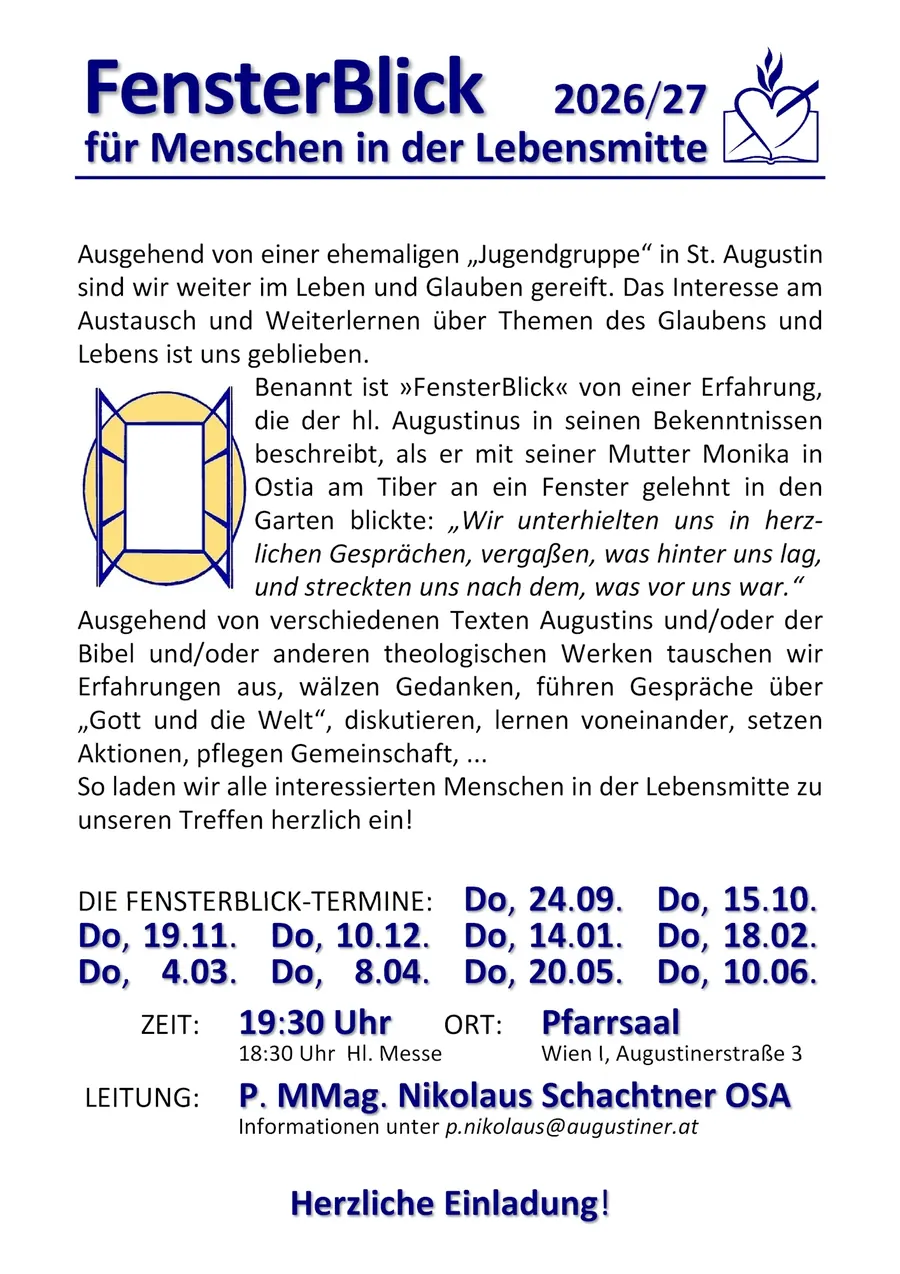 FensterBlick 2026/27
für Menschen in der Lebensmitte
Ausgehend von einer ehemaligen „Jugendgruppe“ in St. Augustin
sind wir weiter im Leben und Glauben gereift. Das Interesse am
Austausch und Weiterlernen über Themen des Glaubens und
Lebens ist uns geblieben.
Benannt ist »FensterBlick« von einer Erfahrung,
die der hl. Augustinus in seinen Bekenntnissen
beschreibt, als er mit seiner Mutter Monika in
Ostia am Tiber an ein Fenster gelehnt in den
Garten blickte: „Wir unterhielten uns in herz-
lichen Gesprächen, vergaßen, was hinter uns lag,
und streckten uns nach dem, was vor uns war.“
Ausgehend von verschiedenen Texten Augustins und/oder der
Bibel und/oder anderen theologischen Werken tauschen wir
Erfahrungen aus, wälzen Gedanken, führen Gespräche über
„Gott und die Welt“, diskutieren, lernen voneinander, setzen
Aktionen, pflegen Gemeinschaft, ...
So laden wir alle interessierten Menschen in der Lebensmitte zu
unseren Treffen herzlich ein!
DIE FENSTERBLICK-TERMINE: Do, 24.09. Do, 15.10.
Do, 19.11. Do, 10.12. Do, 14.01. Do, 18.02.
Do, 4.03. Do, 8.04. Do, 20.05. Do, 10.06.
ZEIT: 19:30 Uhr ORT: Pfarrsaal
18:30 Uhr Hl. Messe Wien I, Augustinerstraße 3
LEITUNG: P. MMag. Nikolaus Schachtner OSA
Informationen unter p.nikolaus@augustiner.at
Herzliche Einladung!